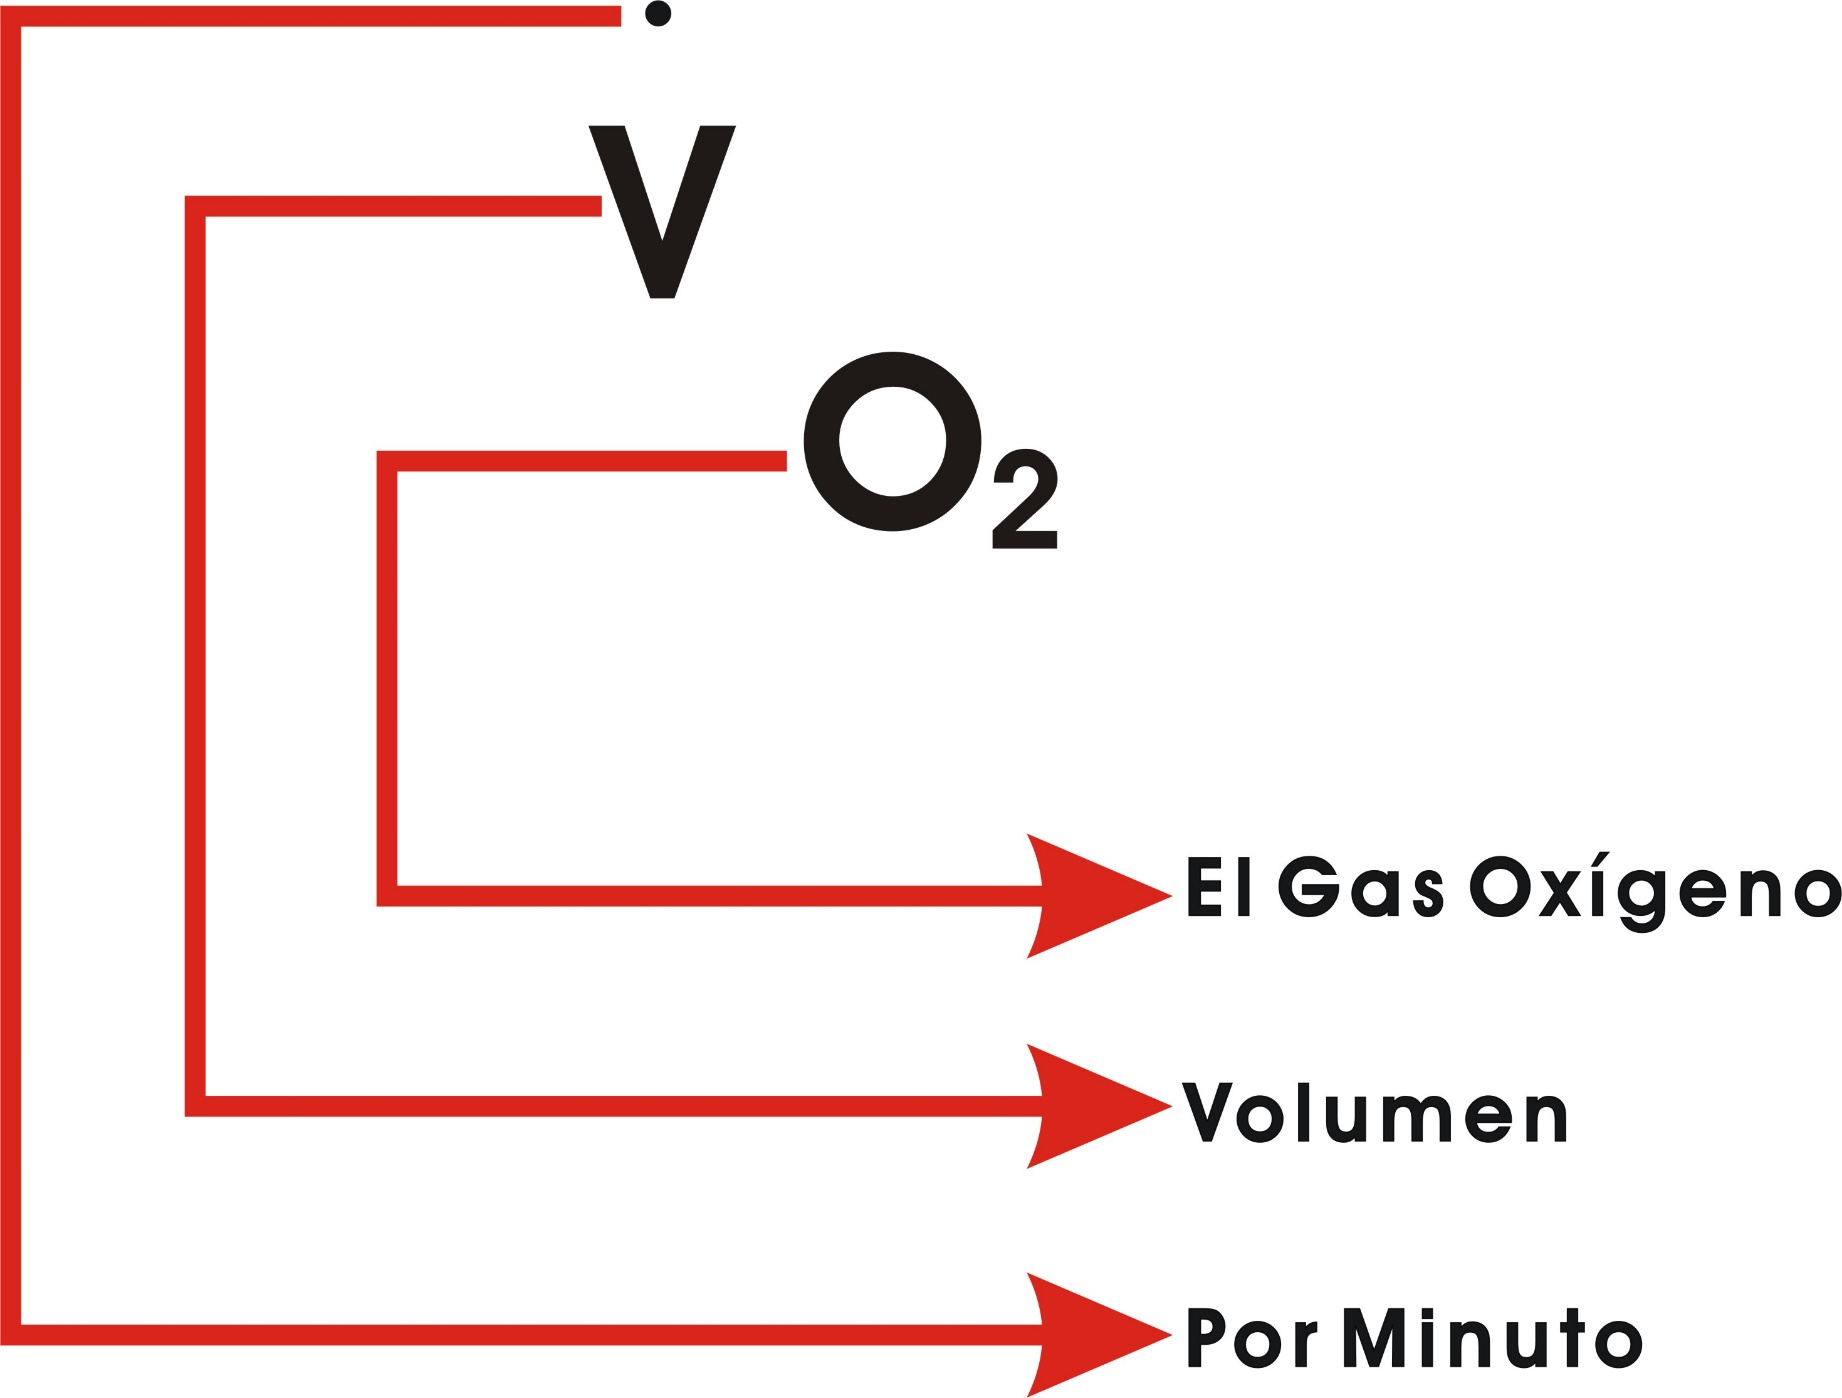 •
V
O₂
El Gas Oxígeno
Volumen
Por Minuto